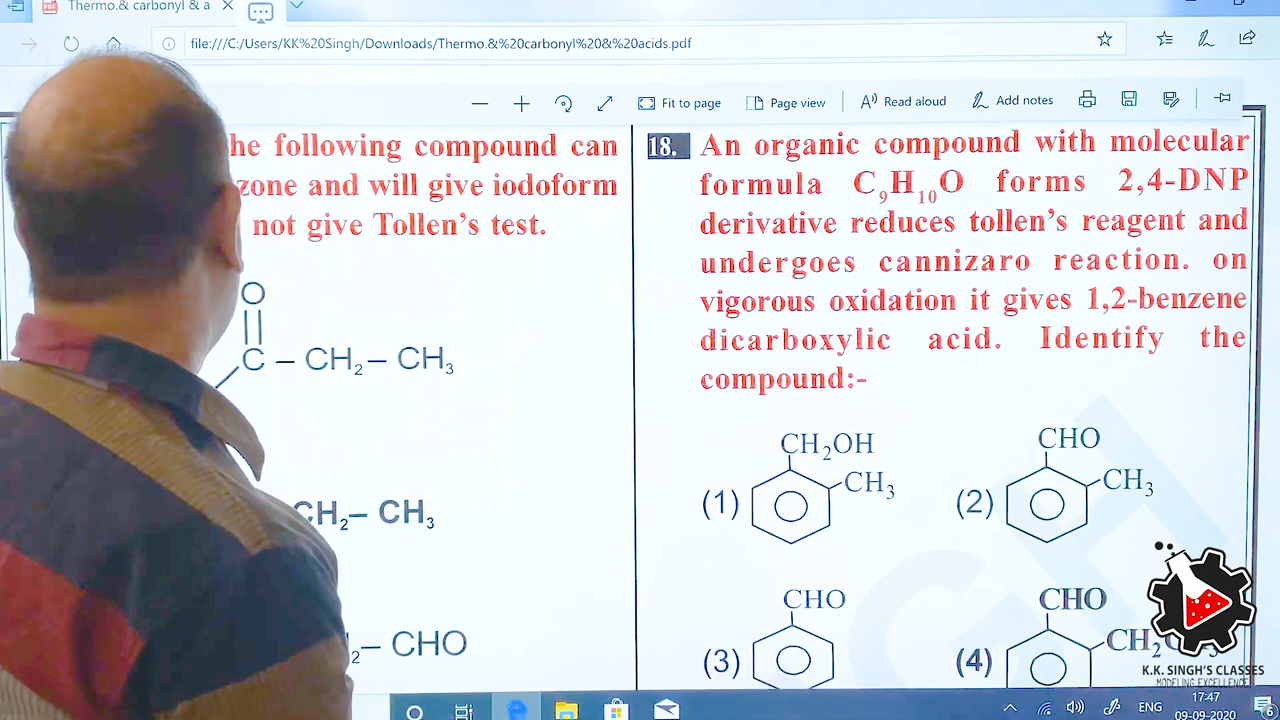 Thermo.& carbonyl & a
file:///C:/Users/KK%20Singh/Downloads/Thermo.&%20carbonyl%20&%20acids.pdf
Fit to page
Page view
Read aloud
Add notes
he following compound can
zone and will give iodoform
not give Tollen's test.
O
C – CH₂– CH₃
CH₂– CH₃
₂– CHO
18. An organic compound with molecular
formula C₉H₁₀O forms 2,4-DNP
derivative reduces tollen's reagent and
undergoes cannizaro reaction. on
vigorous oxidation it gives 1,2-benzene
dicarboxylic acid. Identify the
compound:-
(1)
CH₂OH
CH₃
(2)
CHO
CH₃
(3)
CHO
(4)
CHO
CH₂
K.K. SINGH'S CLASSES
MODELING EXCELLENCE!
ENG
17:47
09-09-2020
6